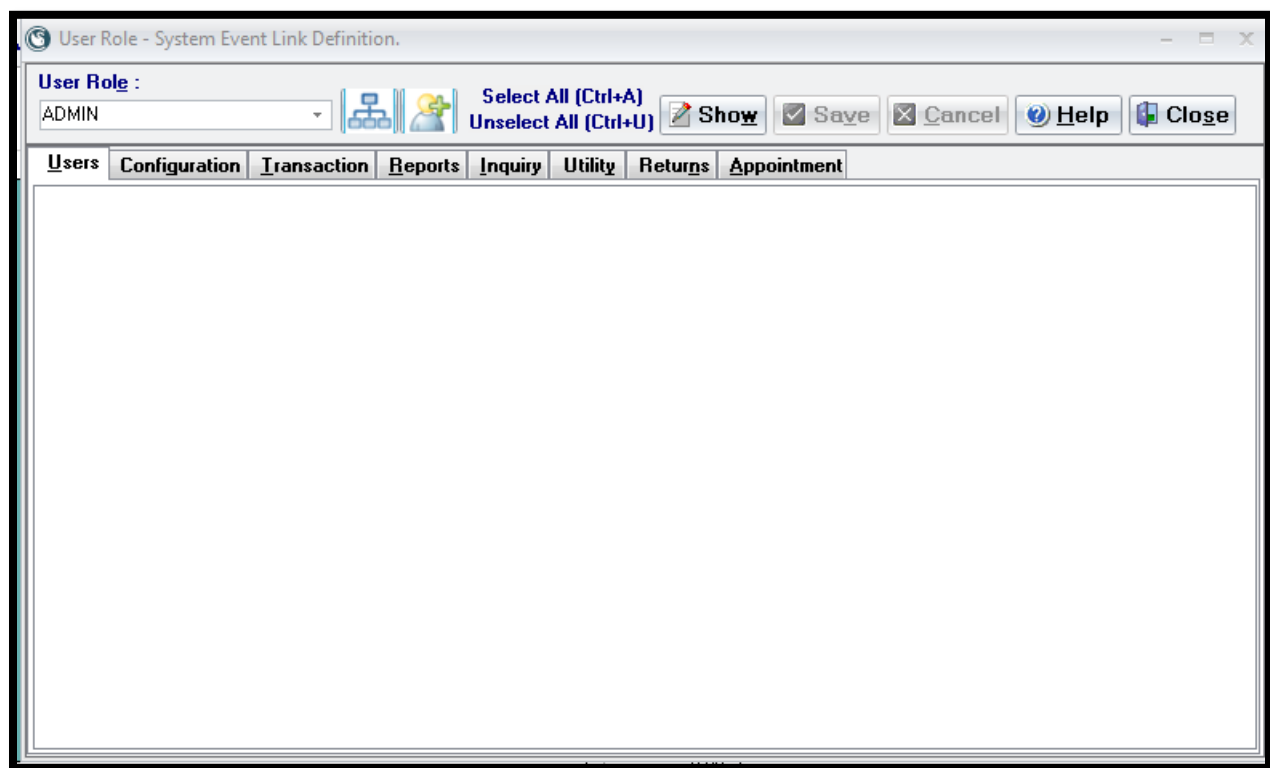 User Role - System Event Link Definition.
User Role :
ADMIN
Select All (Ctrl+A)
Unselect All (Ctrl+U)
Show Save Cancel Help Close
Users Configuration Transaction Reports Inquiry Utility Returns Appointment